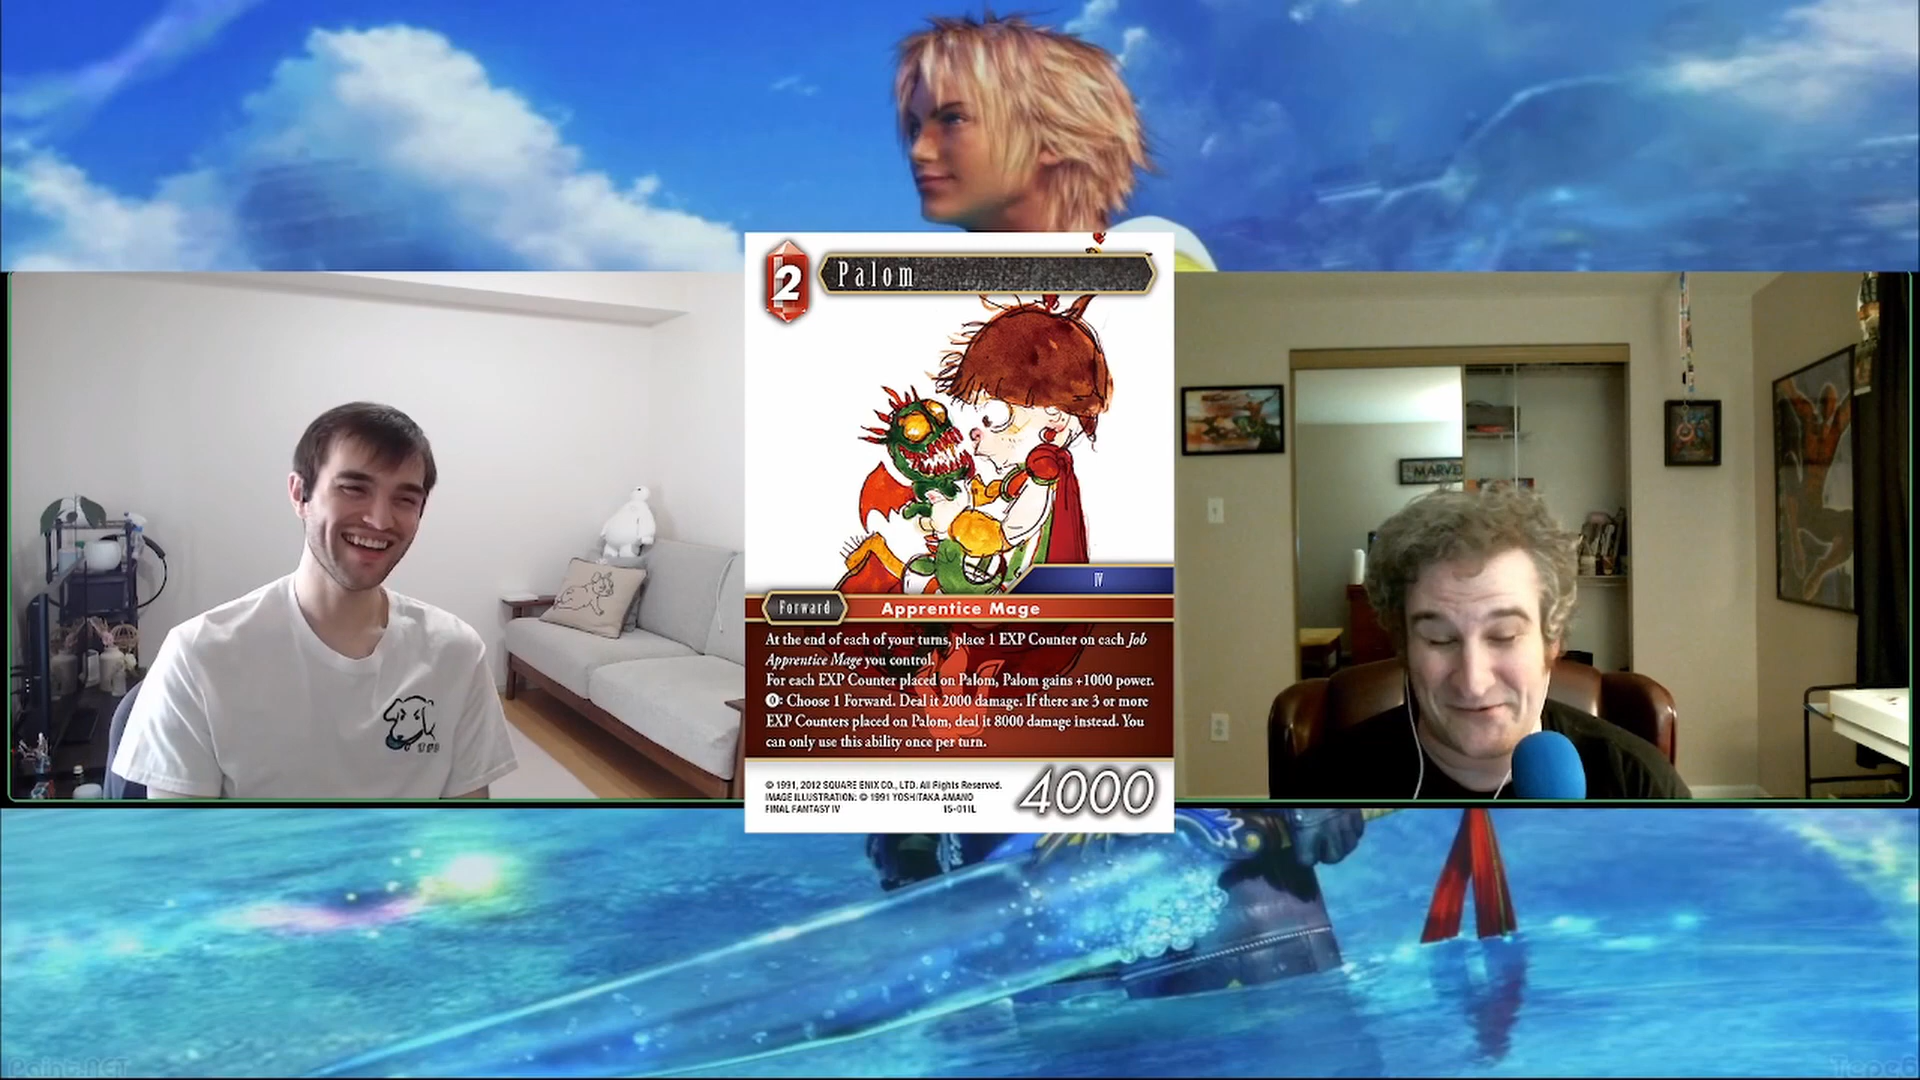 2
Palom
IV
Forward
Apprentice Mage
At the end of each of your turns, place 1 EXP Counter on each Job
Apprentice Mage you control.
For each EXP Counter placed on Palom, Palom gains +1000 power.
0: Choose 1 Forward. Deal it 2000 damage. If there are 3 or more
EXP Counters placed on Palom, deal it 8000 damage instead. You
can only use this ability once per turn.
© 1991, 2012 SQUARE ENIX CO., LTD. All Rights Reserved.
IMAGE ILLUSTRATION: © 1991 YOSHITAKA AMANO
FINAL FANTASY IV 15-011L
4000
MARVEL
Paint.NET
Tepe6